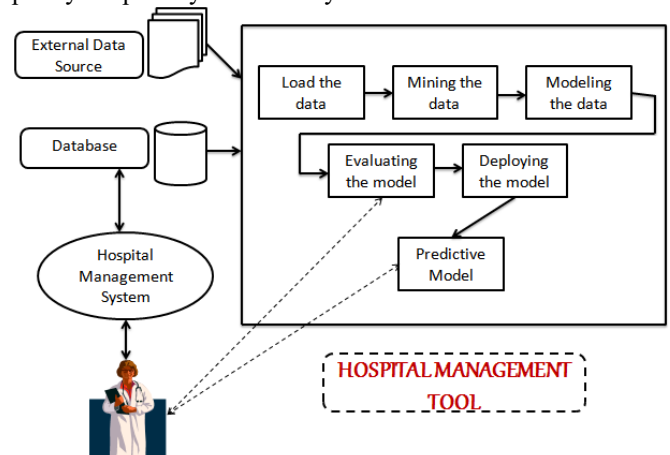 External Data
Source
Load the
data
Mining the
data
Modeling
the data
Database
Evaluating
the model
Deploying
the model
Hospital
Management
System
Predictive
Model
HOSPITAL MANAGEMENT
TOOL